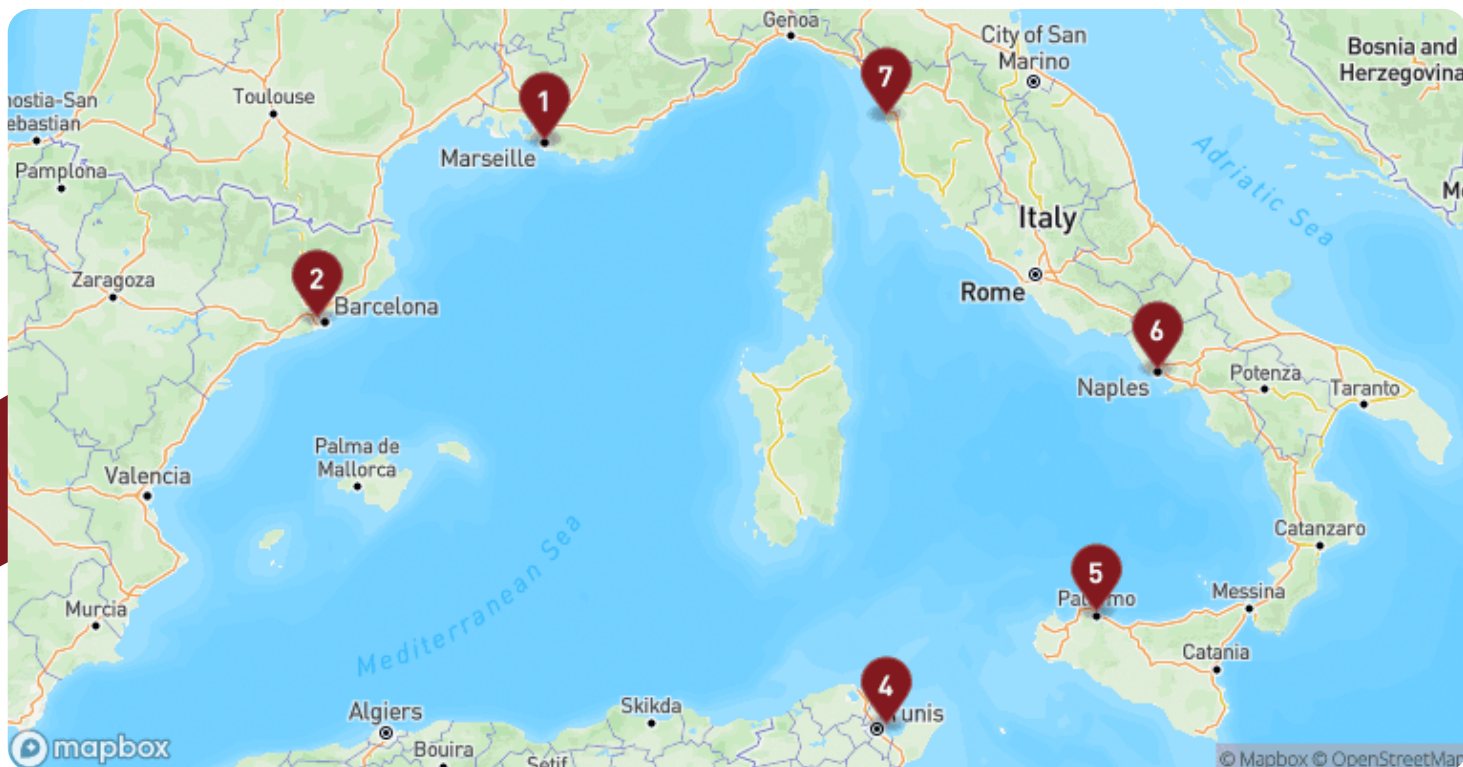 Genoa
City of San
Marino
Bosnia and
Herzegovina
7
Toulouse
1
nostia-San
ebastian
Marseille
Pamplona
Adriatic Sea
Italy
2
Zaragoza
Barcelona
Rome
6
Naples
Potenza
Taranto
Palma de
Mallorca
Valencia
Catanzaro
Mediterranean Sea
5
Murcia
Messina
Catania
4
Algiers
Skikda
Bouira
Setif
mapbox
© Mapbox © OpenStreetMap